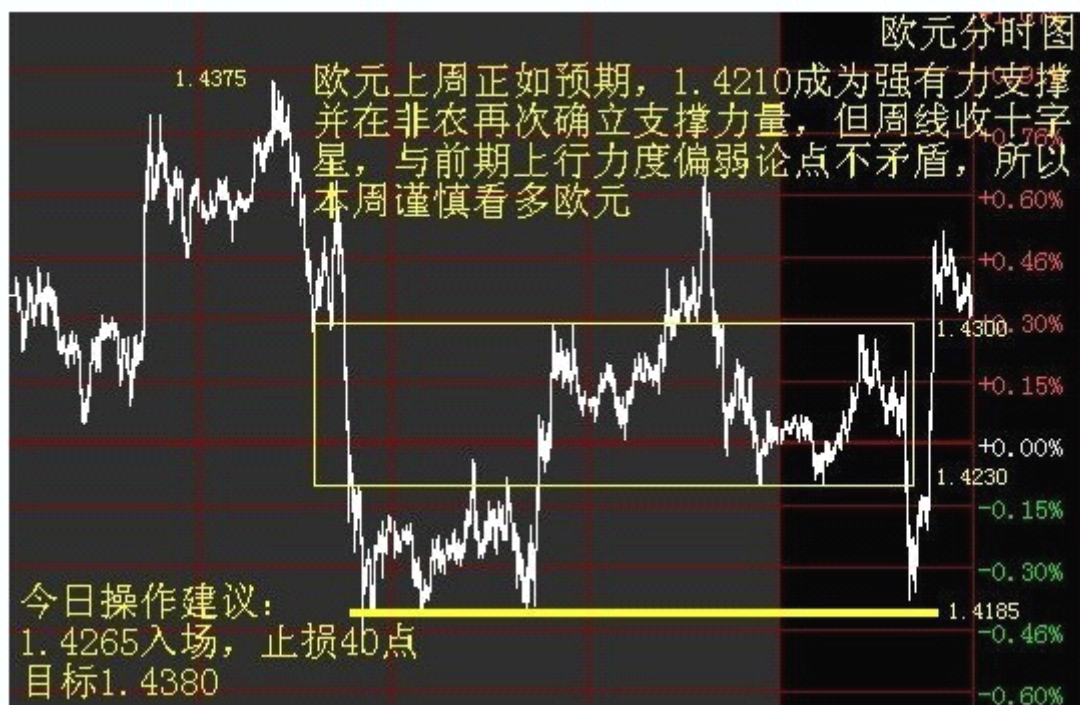 欧元分时图
1.4375
欧元上周正如预期，1.4210成为强有力支撑
并在非农再次确立支撑力量，但周线收十字
星，与前期上行力度偏弱论点不矛盾，所以
本周谨慎看多欧元
+0.76%
+0.60%
+0.46%
+0.30%
1.4300
+0.15%
+0.00%
1.4230
-0.15%
-0.30%
1.4185
-0.46%
-0.60%
今日操作建议：
1.4265入场，止损40点
目标1.4380